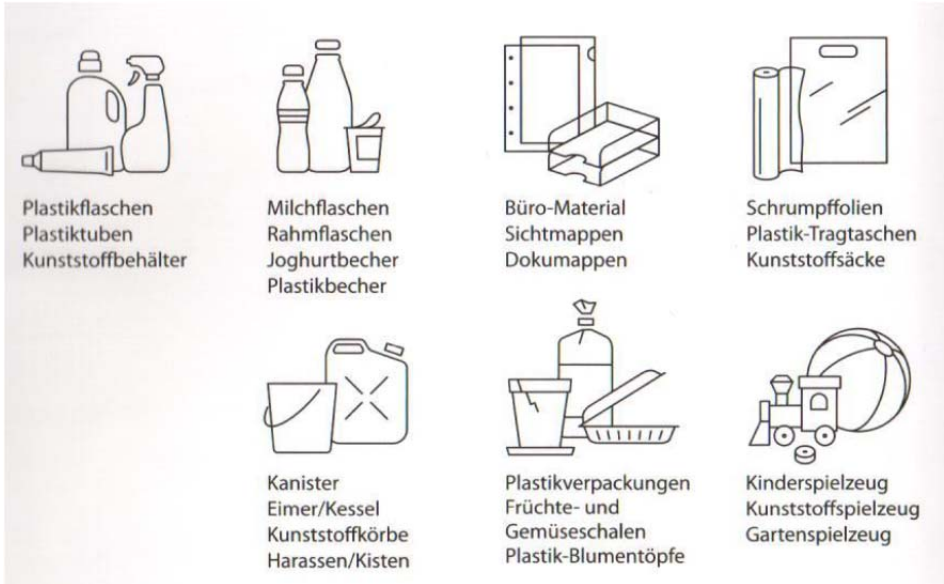 Plastikflaschen
Plastiktuben
Kunststoffbehälter
Milchflaschen
Rahmflaschen
Joghurtbecher
Plastikbecher
Büro-Material
Sichtmappen
Dokumappen
Schrumpffolien
Plastik-Tragtaschen
Kunststoffsäcke
Kanister
Eimer/Kessel
Kunststoffkörbe
Harassen/Kisten
Plastikverpackungen
Früchte- und
Gemüseschalen
Plastik-Blumentöpfe
Kinderspielzeug
Kunststoffspielzeug
Gartenspielzeug